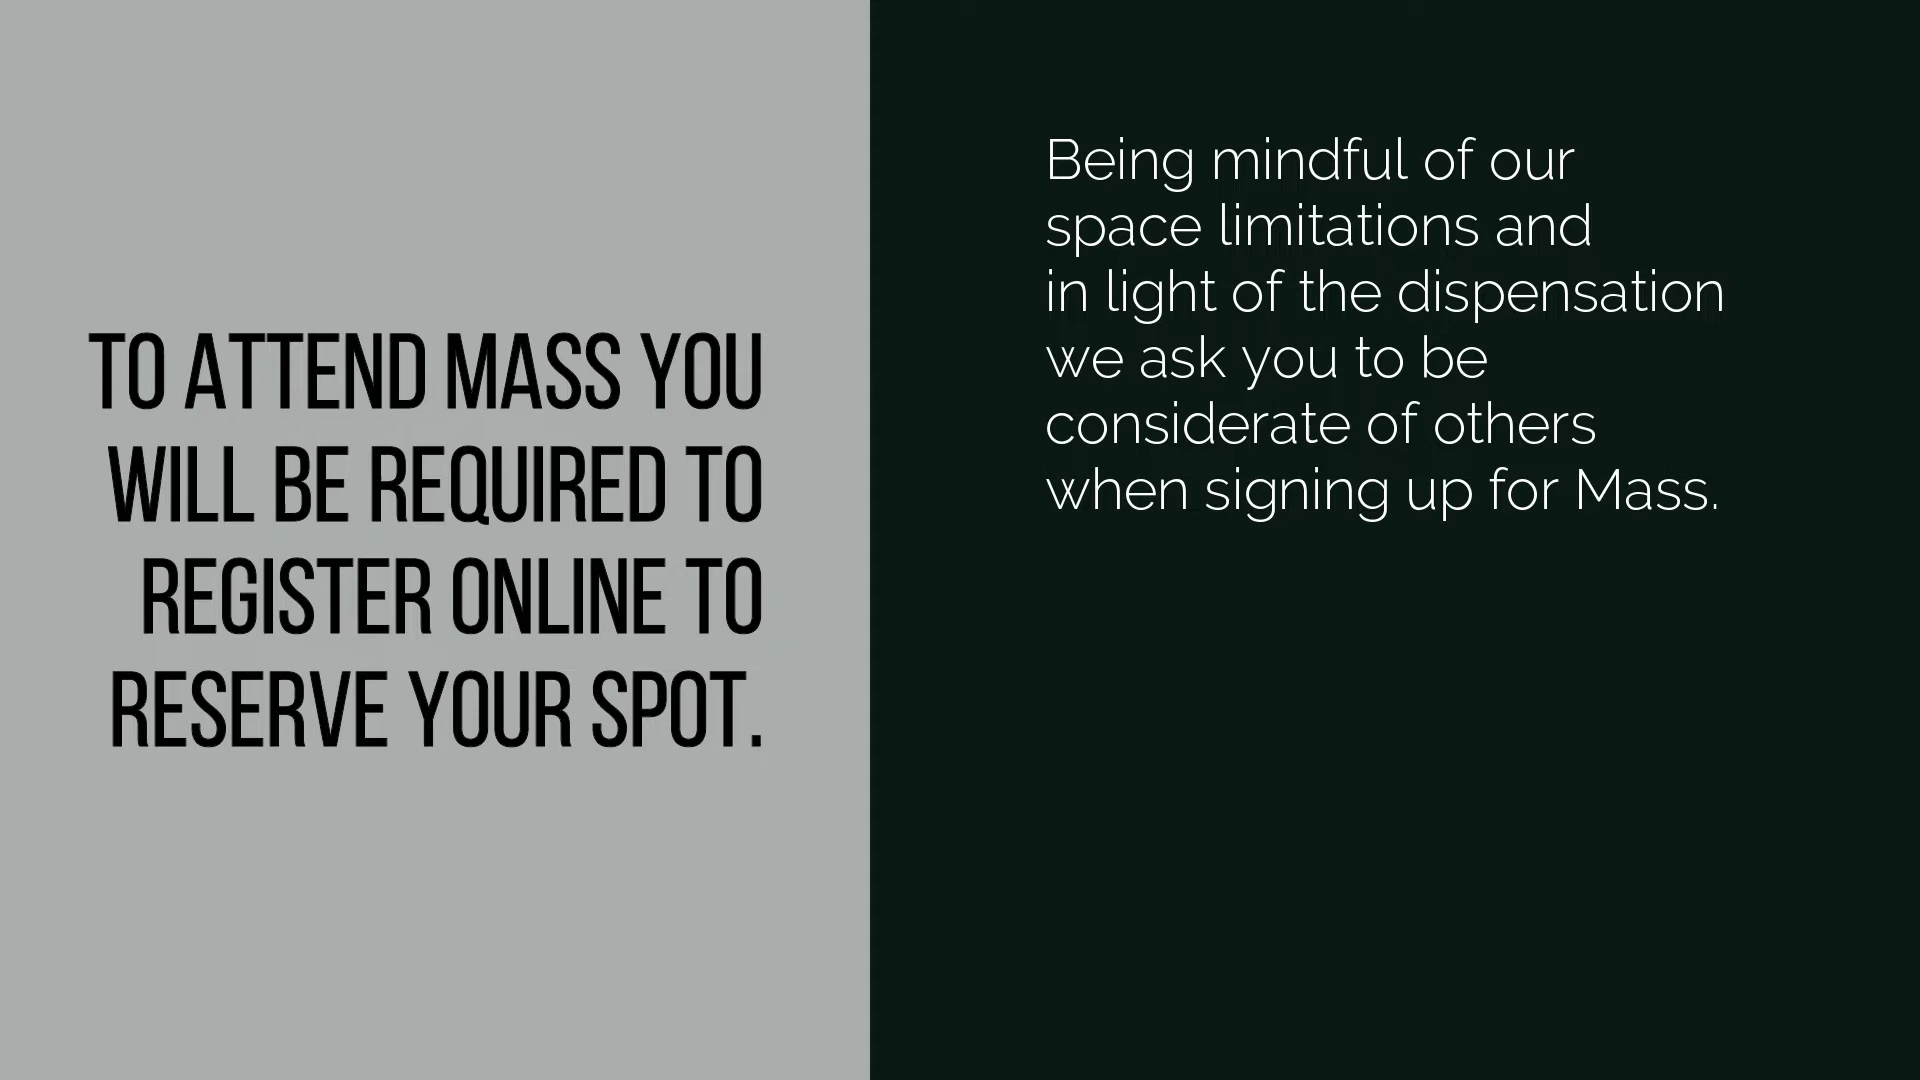 TO ATTEND MASS YOU
WILL BE REQUIRED TO
REGISTER ONLINE TO
RESERVE YOUR SPOT.
Being mindful of our
space limitations and
in light of the dispensation
we ask you to be
considerate of others
when signing up for Mass.